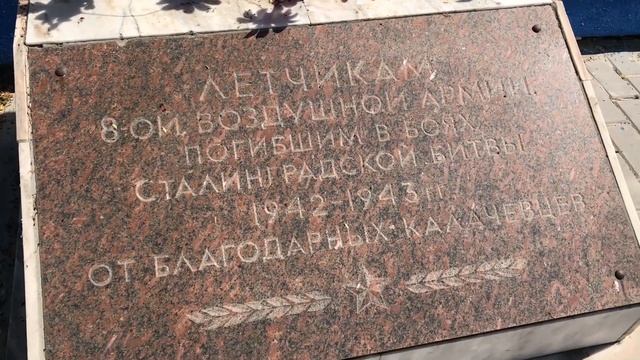 ЛЕТЧИКАМ
8-ОЙ ВОЗДУШНОЙ АРМИИ,
ПОГИБШИМ В БОЯХ
СТАЛИНГРАДСКОЙ БИТВЫ
1942-1943 гг.
ОТ БЛАГОДАРНЫХ КАЛАЧЕВЦЕВ